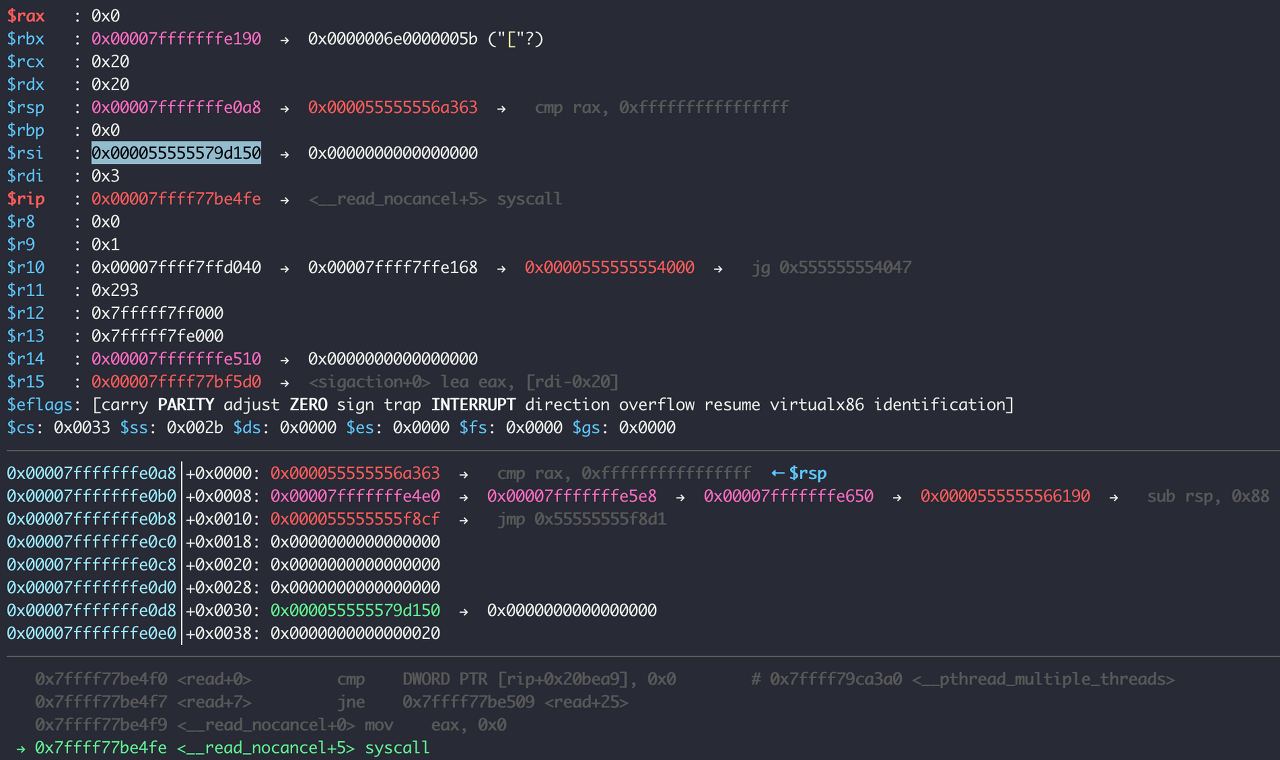 $rax : 0x0
$rbx : 0x00007fffffffe190 → 0x0000006e0000005b ("["?)
$rcx : 0x20
$rdx : 0x20
$rsp : 0x00007fffffffe0a8 → 0x000055555556a363 → cmp rax, 0xffffffffffffffff
$rbp : 0x0
$rsi : 0x000055555579d150 → 0x0000000000000000
$rdi : 0x3
$rip : 0x00007ffff77be4fe → <__read_nocancel+5> syscall
$r8 : 0x0
$r9 : 0x1
$r10 : 0x00007ffff7ffd040 → 0x00007ffff7ffe168 → 0x0000555555554000 → jg 0x555555554047
$r11 : 0x293
$r12 : 0x7fffff7ff000
$r13 : 0x7fffff7fe000
$r14 : 0x00007fffffffe510 → 0x0000000000000000
$r15 : 0x00007ffff77bf5d0 → <sigaction+0> lea eax, [rdi-0x20]
$eflags: [carry PARITY adjust ZERO sign trap INTERRUPT direction overflow resume virtualx86 identification]
$cs: 0x0033 $ss: 0x002b $ds: 0x0000 $es: 0x0000 $fs: 0x0000 $gs: 0x0000
0x00007fffffffe0a8│+0x0000: 0x000055555556a363 → cmp rax, 0xffffffffffffffff ←$rsp
0x00007fffffffe0b0│+0x0008: 0x00007fffffffe4e0 → 0x00007fffffffe5e8 → 0x00007fffffffe650 → 0x0000555555566190 → sub rsp, 0x88
0x00007fffffffe0b8│+0x0010: 0x000055555555f8cf → jmp 0x55555555f8d1
0x00007fffffffe0c0│+0x0018: 0x0000000000000000
0x00007fffffffe0c8│+0x0020: 0x0000000000000000
0x00007fffffffe0d0│+0x0028: 0x0000000000000000
0x00007fffffffe0d8│+0x0030: 0x000055555579d150 → 0x0000000000000000
0x00007fffffffe0e0│+0x0038: 0x0000000000000020
0x7ffff77be4f0 <read+0> cmp DWORD PTR [rip+0x20bea9], 0x0 # 0x7ffff79ca3a0 <__pthread_multiple_threads>
0x7ffff77be4f7 <read+7> jne 0x7ffff77be509 <read+25>
0x7ffff77be4f9 <__read_nocancel+0> mov eax, 0x0
→ 0x7ffff77be4fe <__read_nocancel+5> syscall